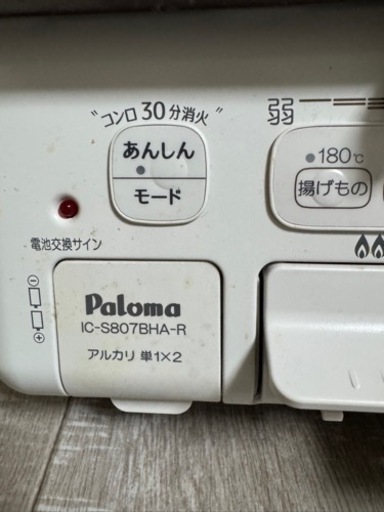 "コンロ30分消火"
あんしん
モード
弱
180℃
揚げもの
電池交換サイン
Paloma
IC-S807BHA-R
アルカリ 単1×2